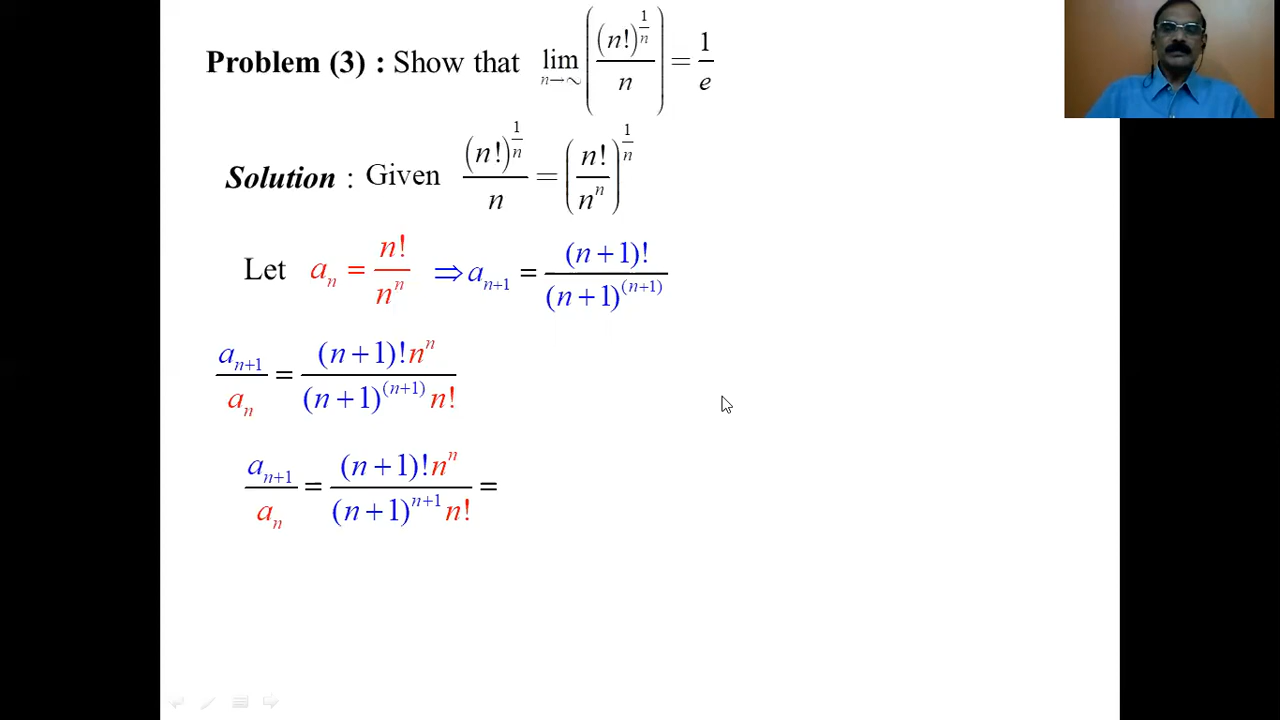 Problem (3) : Show that lim n→∞ ((n!)^(1/n) / n) = 1/e
Solution : Given (n!)^(1/n) / n = (n! / n^n)^(1/n)
Let a_n = n! / n^n ⇒ a_(n+1) = (n+1)! / (n+1)^((n+1))
a_(n+1) / a_n = (n+1)! n^n / (n+1)^((n+1)) n!
a_(n+1) / a_n = (n+1)! n^n / (n+1)^(n+1) n! =